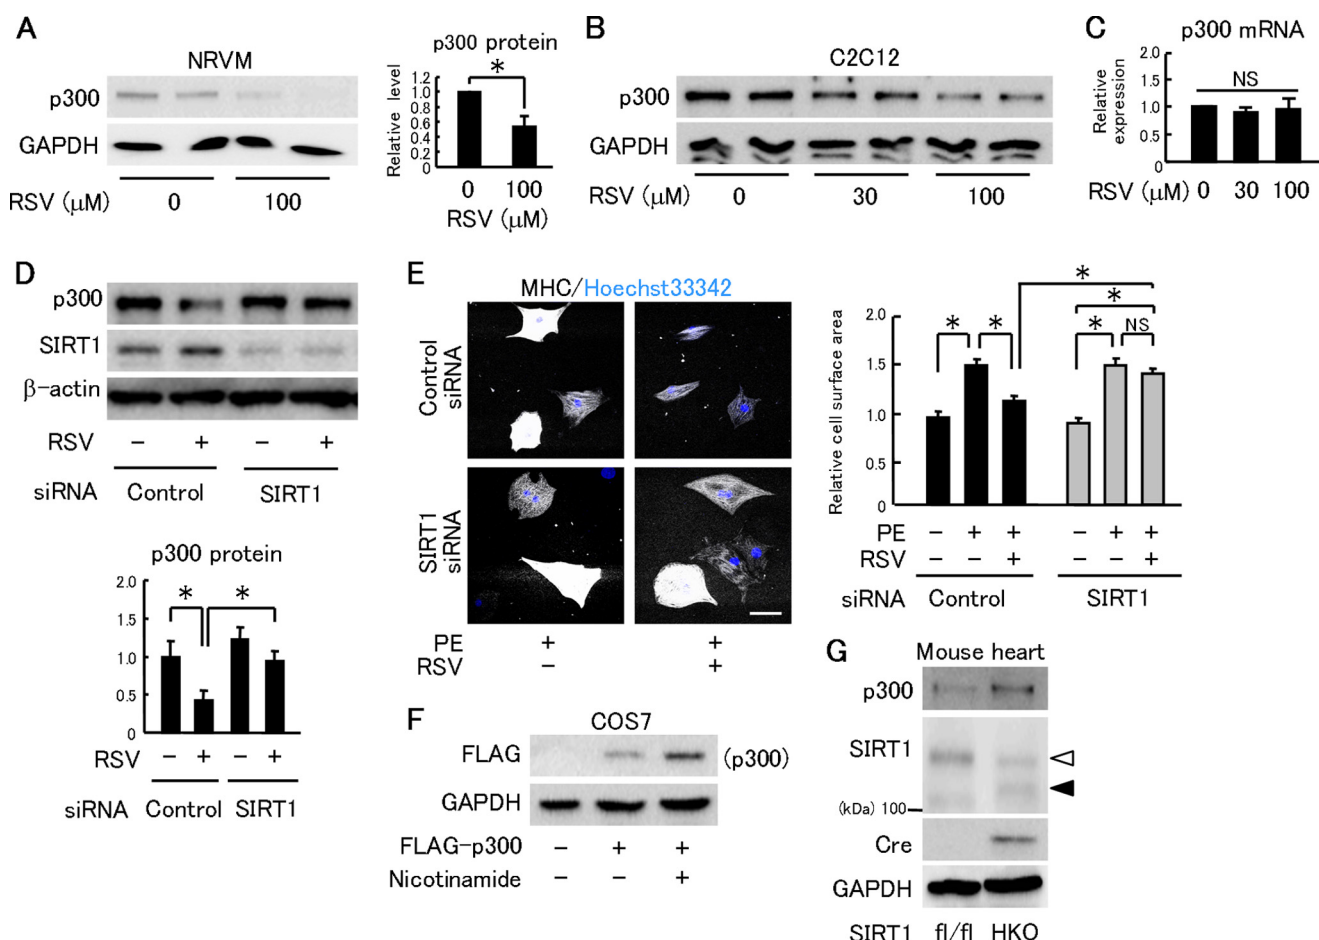 A
NRVM
p300
GAPDH
RSV (μM) 0 100
p300 protein
*
Relative level
1.2
1.0
0.8
0.6
0.4
0.2
0
0 100
RSV (μM)
B
C2C12
p300
GAPDH
RSV (μM) 0 30 100
C
p300 mRNA
Relative expression
2.0
1.5
1.0
0.5
0
NS
RSV (μM) 0 30 100
D
p300
SIRT1
β-actin
RSV − + − +
siRNA Control SIRT1
p300 protein
* *
2.0
1.5
1.0
0.5
0
RSV − + − +
siRNA Control SIRT1
E
MHC/Hoechst33342
Control siRNA
SIRT1 siRNA
PE + +
RSV − +
Relative cell surface area
2.0
1.5
1.0
0.5
0
*
*
* * * NS
PE − + + − + +
RSV + +
siRNA Control SIRT1
F
COS7
FLAG (p300)
GAPDH
FLAG-p300 − + +
Nicotinamide − − +
G
Mouse heart
p300
SIRT1
(kDa) 100
Cre
GAPDH
SIRT1 fl/fl HKO